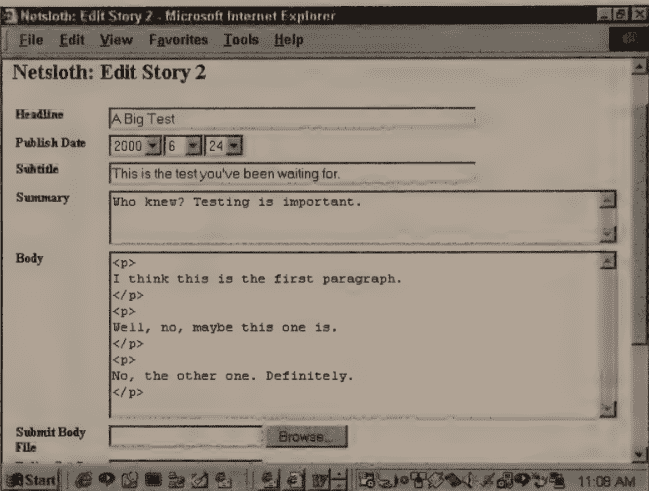 Netsloth: Edit Story 2 - Microsoft Internet Explorer
File Edit View Favorites Tools Help
Netsloth: Edit Story 2
Headline A Big Test
Publish Date 2000 6 24
Subtitle This is the test you've been waiting for.
Summary Who knew? Testing is important.
Body
<p>
I think this is the first paragraph.
</p>
<p>
Well, no, maybe this one is.
</p>
<p>
No, the other one. Definitely.
</p>
Submit Body
File
Browse...
Start 11:08 AM